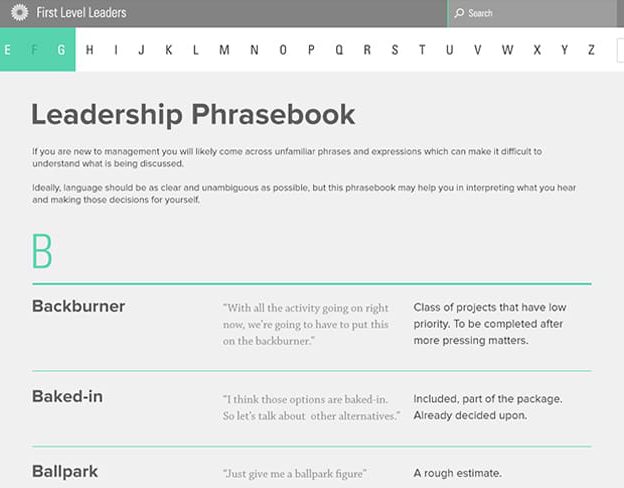 First Level Leaders
Search
E F G H I J K L M N O P Q R S T U V W X Y Z
Leadership Phrasebook
If you are new to management you will likely come across unfamiliar phrases and expressions which can make it difficult to
understand what is being discussed.
Ideally, language should be as clear and unambiguous as possible, but this phrasebook may help you in interpreting what you hear
and making those decisions for yourself.
B
Backburner
“With all the activity going on right
now, we’re going to have to put this
on the backburner.”
Class of projects that have low
priority. To be completed after
more pressing matters.
Baked-in
“I think those options are baked-in.
So let’s talk about other alternatives.”
Included, part of the package.
Already decided upon.
Ballpark
“Just give me a ballpark figure”
A rough estimate.